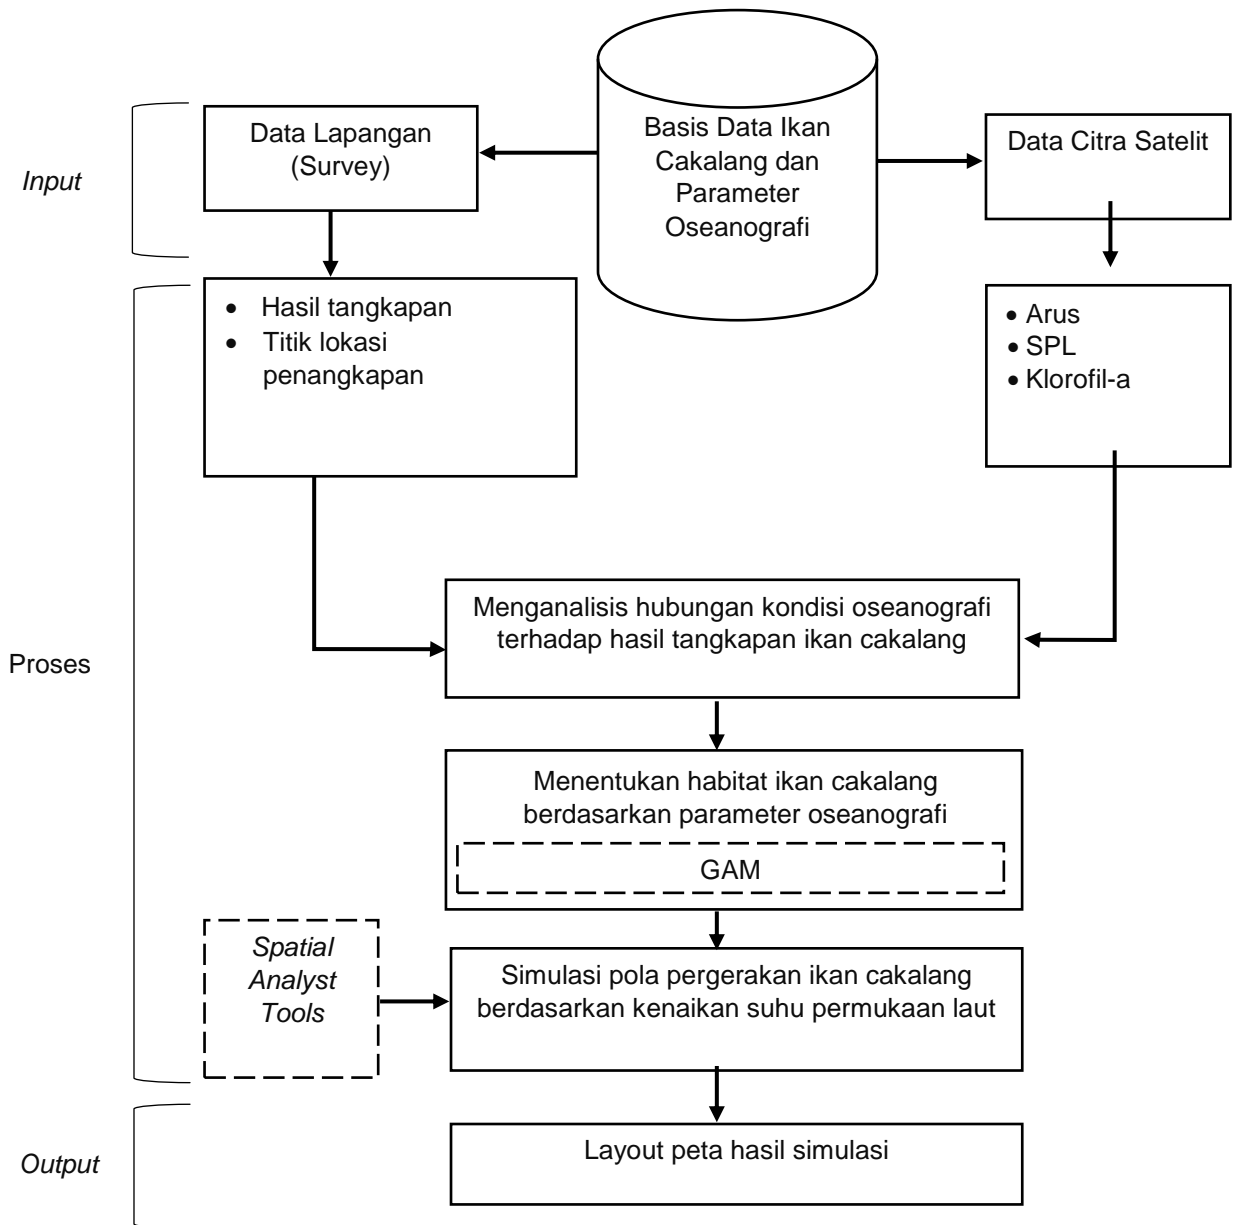 Input
Data Lapangan
(Survey)
Basis Data Ikan
Cakalang dan
Parameter
Oseanografi
Data Citra Satelit
• Hasil tangkapan
• Titik lokasi
penangkapan
• Arus
• SPL
• Klorofil-a
Proses
Menganalisis hubungan kondisi oseanografi
terhadap hasil tangkapan ikan cakalang
Menentukan habitat ikan cakalang
berdasarkan parameter oseanografi
GAM
Spatial
Analyst
Tools
Simulasi pola pergerakan ikan cakalang
berdasarkan kenaikan suhu permukaan laut
Output
Layout peta hasil simulasi